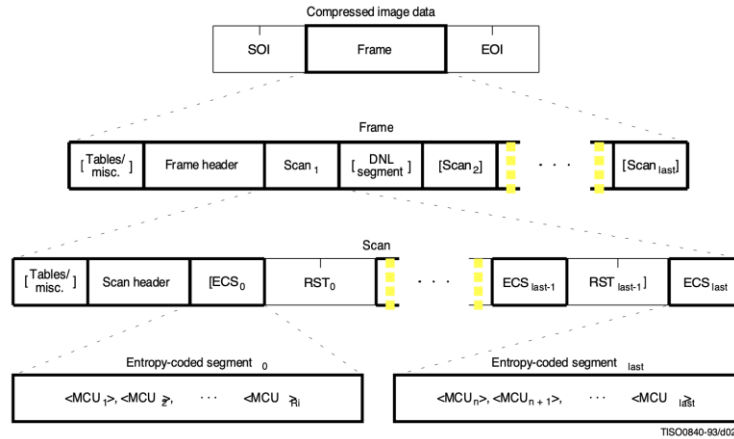 Compressed image data
SOI Frame EOI
Frame
[ Tables/ misc. ] Frame header Scan 1 [ DNL segment ] [Scan 2] . . . [Scan last]
Scan
[ Tables/ misc. ] Scan header [ECS 0 RST 0 . . . ECS last-1 RST last-1 ] ECS last
Entropy-coded segment 0 Entropy-coded segment last
<MCU 1>, <MCU 2>, · · · <MCU Ri> <MCU n>, <MCU n + 1>, · · · <MCU last>
TISO0840-93/d02